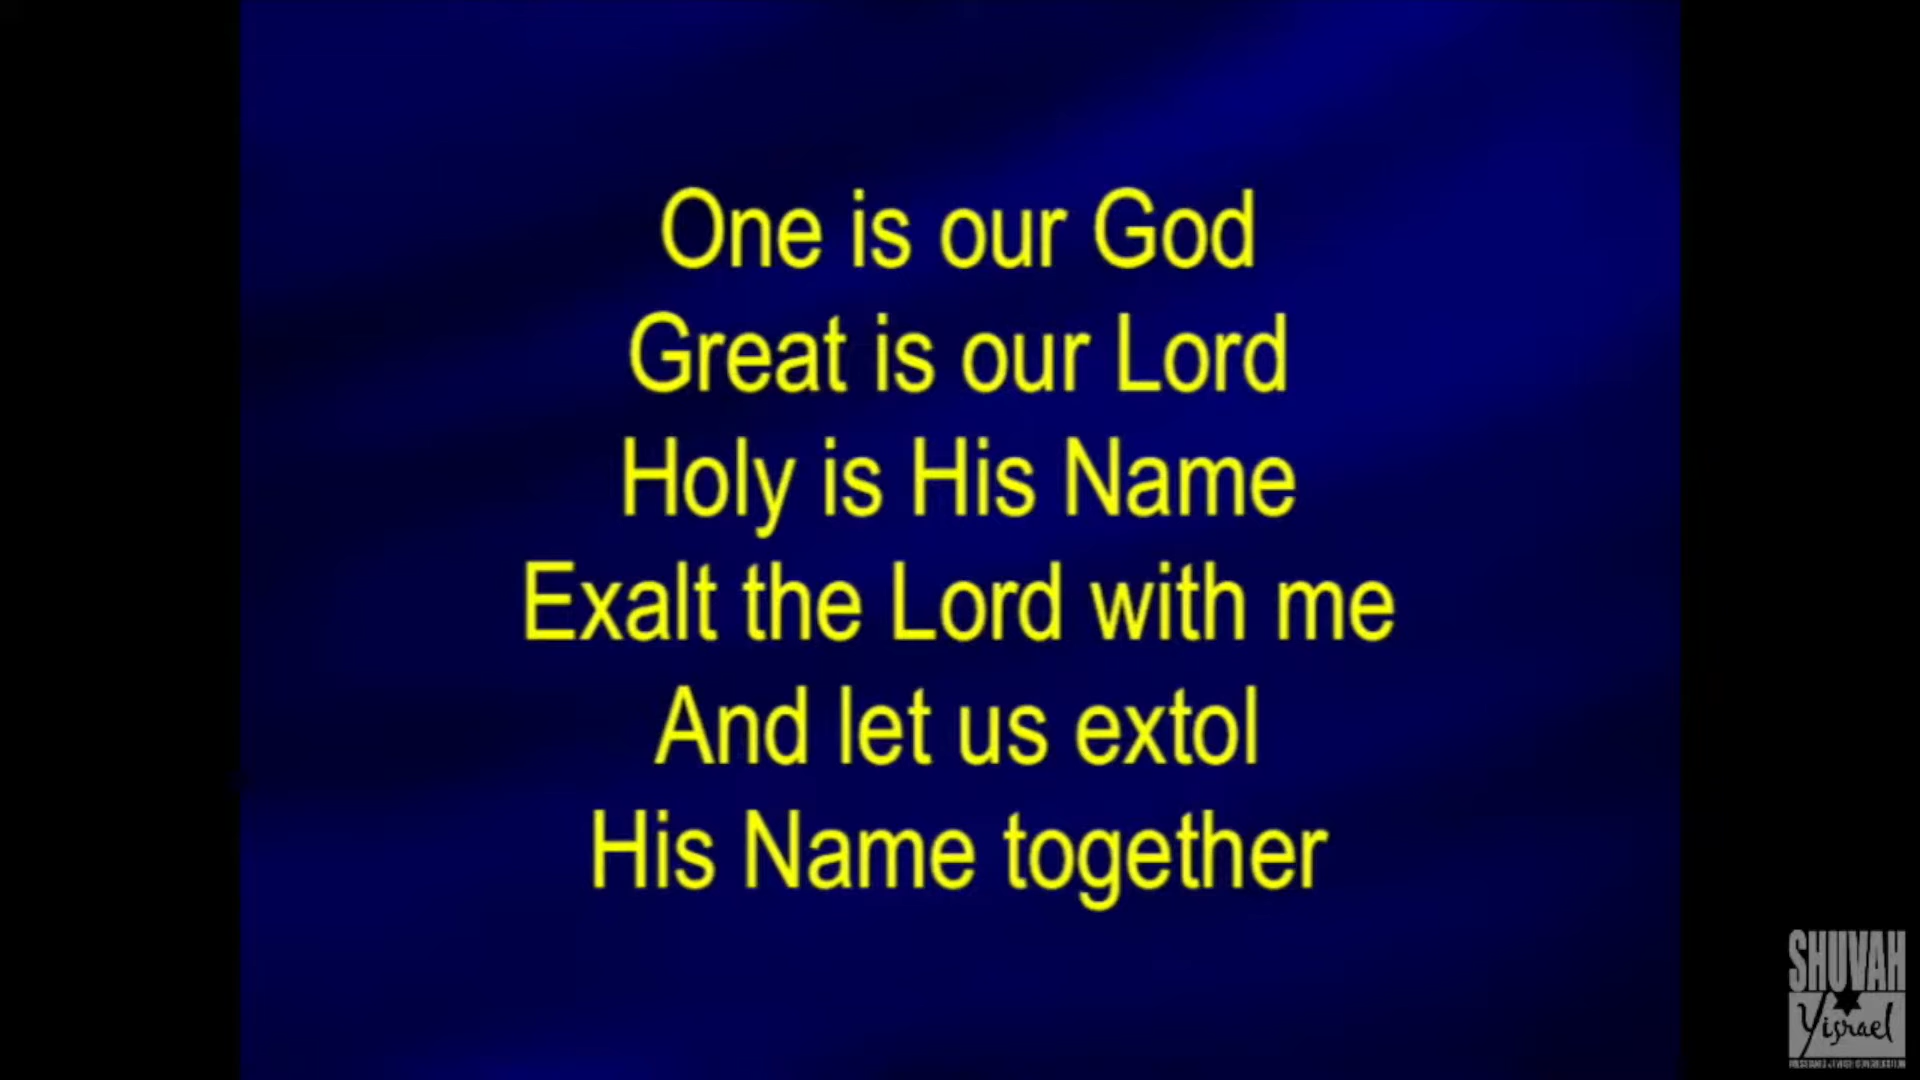 One is our God
Great is our Lord
Holy is His Name
Exalt the Lord with me
And let us extol
His Name together
SHUVAH
Yisrael